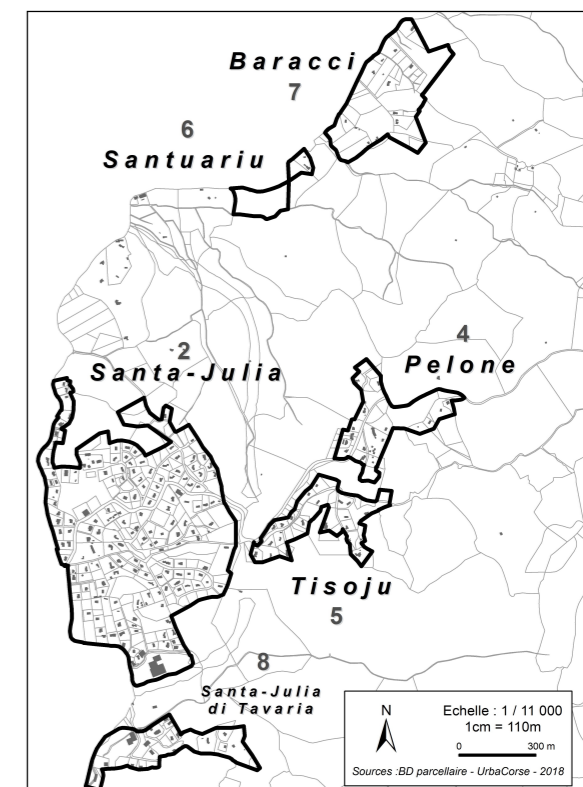 Baracci
7
6
Santuariu
2
Santa-Julia
4
Pelone
Tisoju
5
8
Santa-Julia
di Tavaria
N
Echelle : 1 / 11 000
1cm = 110m
0 300 m
Sources :BD parcellaire - UrbaCorse - 2018